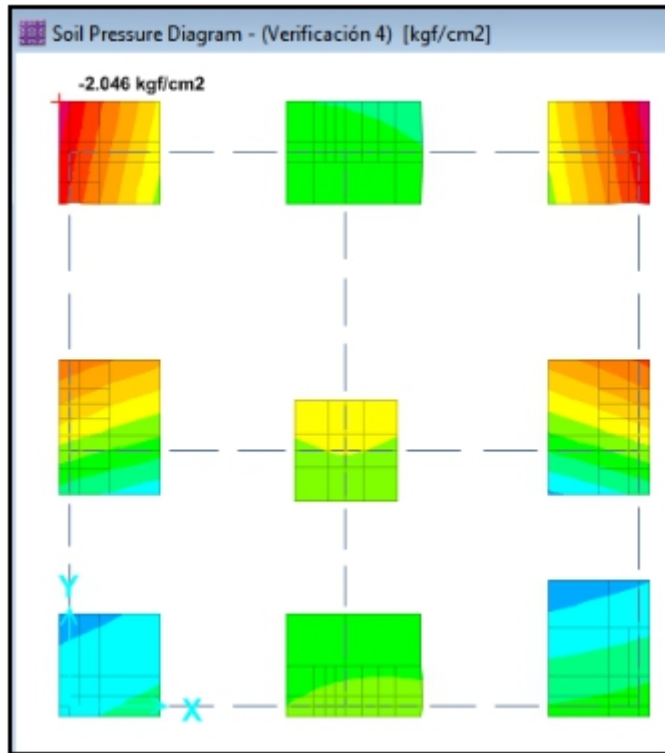 Soil Pressure Diagram - (Verificación 4) [kgf/cm2]
-2.046 kgf/cm2
Y
X